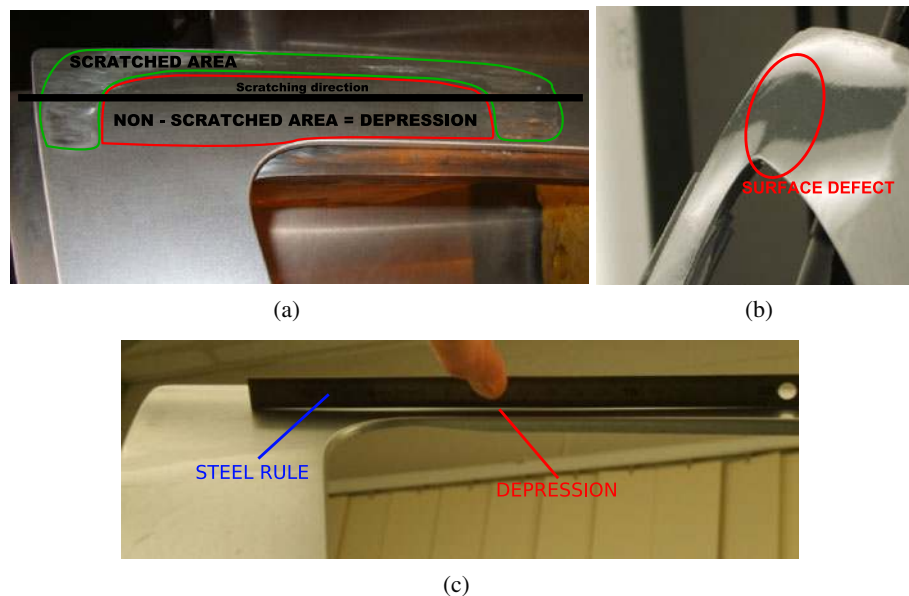 SCRATCHED AREA
Scratching direction
NON - SCRATCHED AREA = DEPRESSION
SURFACE DEFECT
(a)
(b)
STEEL RULE
DEPRESSION
(c)